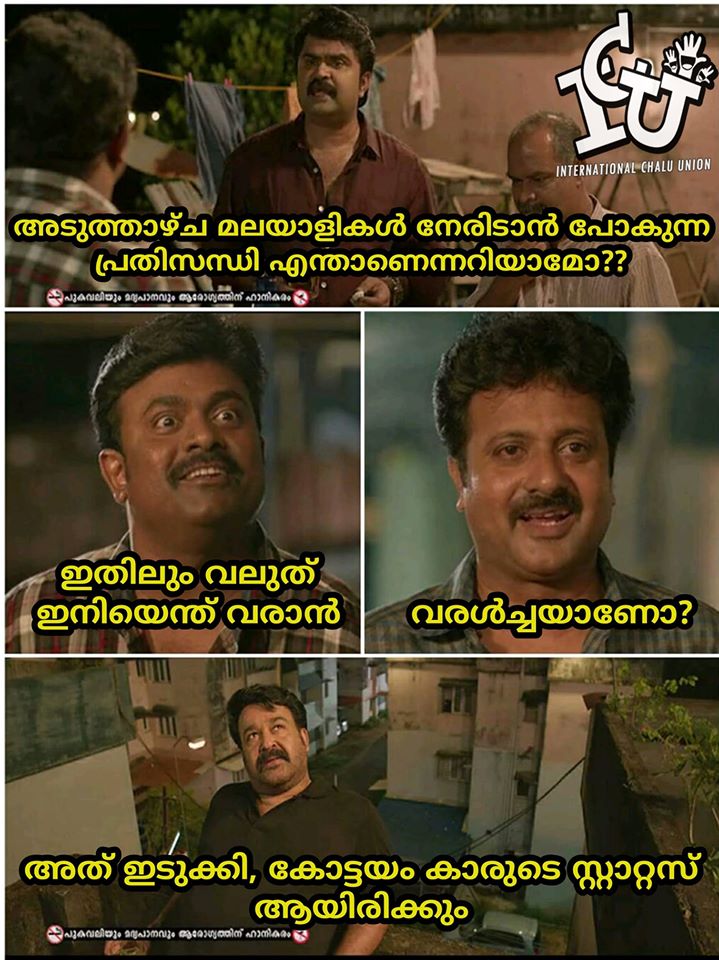 ICU
INTERNATIONAL CHALU UNION
അടുത്താഴ്ച മലയാളികൾ നേരിടാൻ പോകുന്ന
പ്രതിസന്ധി എന്താണെന്നറിയാമോ??
പുകവലിയും മദ്യപാനവും ആരോഗ്യത്തിന് ഹാനികരം
ഇതിലും വലുത്
ഇനിയെന്ത് വരാൻ
വരൾച്ചയാണോ?
അത് ഇടുക്കി, കോട്ടയം കാരുടെ സ്റ്റാറ്റസ്
ആയിരിക്കും
പുകവലിയും മദ്യപാനവും ആരോഗ്യത്തിന് ഹാനികരം